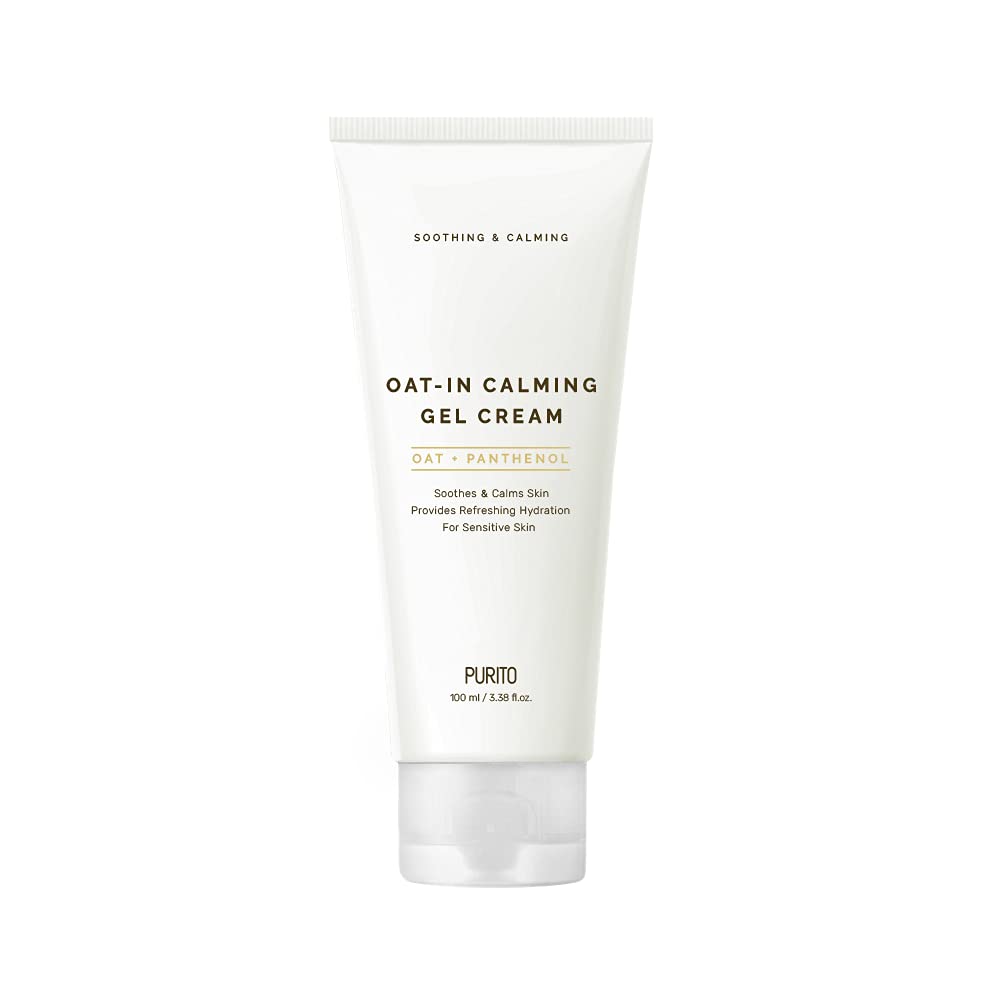 SOOTHING & CALMING
OAT-IN CALMING
GEL CREAM
OAT + PANTHENOL
Soothes & Calms Skin
Provides Refreshing Hydration
For Sensitive Skin
PURITO
100 ml / 3.38 fl.oz.